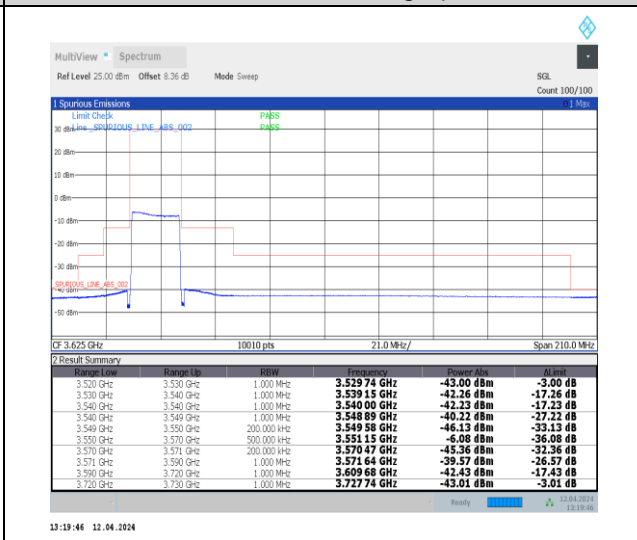 MultiView Spectrum
Ref Level 25.00 dBm Offset 8.36 dB Mode Sweep SGL
Count 100/100
1 Spurious Emissions 1 Max
Limit Check PASS
30 dBm Line _SPURIOUS_LINE_ABS_002 PASS
20 dBm
10 dBm
0 dBm
-10 dBm
-20 dBm
-30 dBm
SPURIOUS_LINE_ABS_002
-40 dBm
-50 dBm
CF 3.625 GHz 10010 pts 21.0 MHz/ Span 210.0 MHz
2 Result Summary
Range Low Range Up RBW Frequency Power Abs ΔLimit
3.520 GHz 3.530 GHz 1.000 MHz 3.529 74 GHz -43.00 dBm -3.00 dB
3.530 GHz 3.540 GHz 1.000 MHz 3.539 15 GHz -42.26 dBm -17.26 dB
3.540 GHz 3.540 GHz 1.000 MHz 3.540 00 GHz -42.23 dBm -17.23 dB
3.540 GHz 3.549 GHz 1.000 MHz 3.548 89 GHz -40.22 dBm -27.22 dB
3.549 GHz 3.550 GHz 200.000 kHz 3.549 58 GHz -46.13 dBm -33.13 dB
3.550 GHz 3.570 GHz 500.000 kHz 3.551 15 GHz -6.08 dBm -36.08 dB
3.570 GHz 3.571 GHz 200.000 kHz 3.570 47 GHz -45.36 dBm -32.36 dB
3.571 GHz 3.590 GHz 1.000 MHz 3.571 64 GHz -39.57 dBm -26.57 dB
3.590 GHz 3.720 GHz 1.000 MHz 3.609 68 GHz -42.43 dBm -17.43 dB
3.720 GHz 3.730 GHz 1.000 MHz 3.727 74 GHz -43.01 dBm -3.01 dB
Ready 12.04.2024
13:19:46
13:19:46 12.04.2024